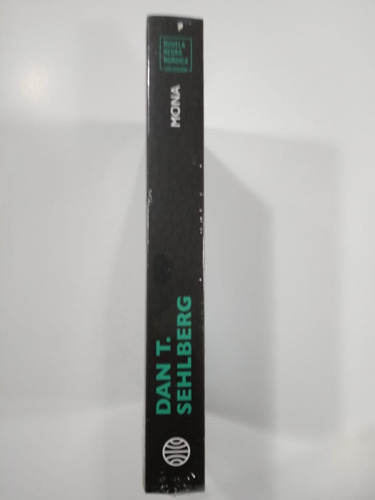 NOVELA
NEGRA
NÓRDICA
MONA
DAN T.
SEHLBERG